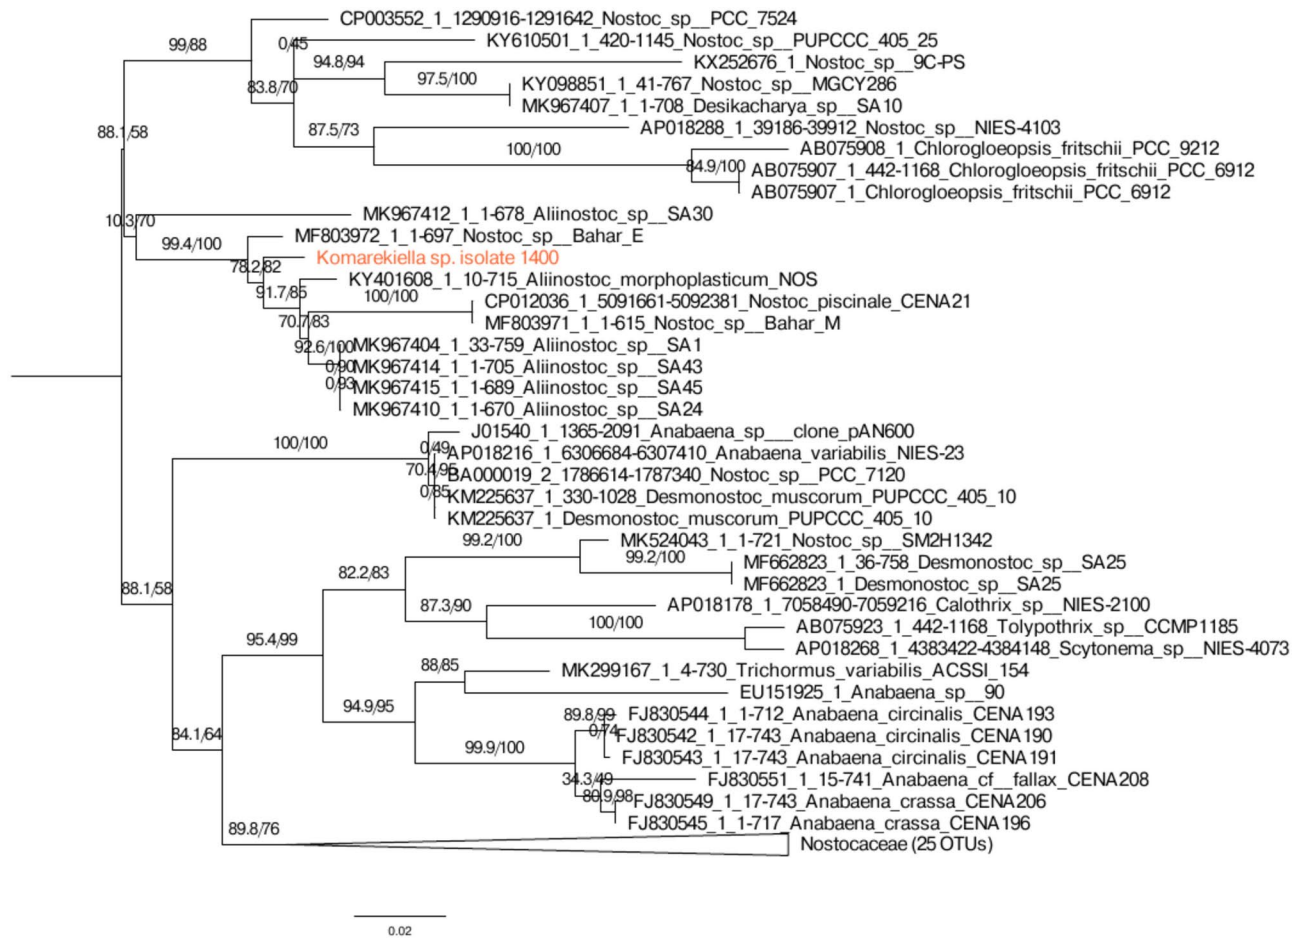 CP003552_1_1290916-1291642_Nostoc_sp__PCC_7524
99/88
0/45
KY610501_1_420-1145_Nostoc_sp__PUPCCC_405_25
94.8/94
KX252676_1_Nostoc_sp__9C-PS
83.8/70
97.5/100
KY098851_1_41-767_Nostoc_sp__MGCY286
MK967407_1_1-708_Desikacharya_sp__SA10
88.1/58
87.5/73
AP018288_1_39186-39912_Nostoc_sp__NIES-4103
100/100
AB075908_1_Chlorogloeopsis_fritschii_PCC_9212
84.9/100
AB075907_1_442-1168_Chlorogloeopsis_fritschii_PCC_6912
AB075907_1_Chlorogloeopsis_fritschii_PCC_6912
10.3/70
MK967412_1_1-678_Aliinostoc_sp__SA30
99.4/100
MF803972_1_1-697_Nostoc_sp__Bahar_E
78.2/82
Komarekiella sp. isolate 1400
91.7/85
KY401608_1_10-715_Aliinostoc_morphoplasticum_NOS
100/100
CP012036_1_5091661-5092381_Nostoc_piscinale_CENA21
70.7/83
MF803971_1_1-615_Nostoc_sp__Bahar_M
92.6/100
MK967404_1_33-759_Aliinostoc_sp__SA1
0/90
MK967414_1_1-705_Aliinostoc_sp__SA43
0/93
MK967415_1_1-689_Aliinostoc_sp__SA45
MK967410_1_1-670_Aliinostoc_sp__SA24
100/100
J01540_1_1365-2091_Anabaena_sp___clone_pAN600
0/49
AP018216_1_6306684-6307410_Anabaena_variabilis_NIES-23
70.4/95
BA000019_2_1786614-1787340_Nostoc_sp__PCC_7120
0/85
KM225637_1_330-1028_Desmonostoc_muscorum_PUPCCC_405_10
KM225637_1_Desmonostoc_muscorum_PUPCCC_405_10
99.2/100
MK524043_1_1-721_Nostoc_sp__SM2H1342
99.2/100
MF662823_1_36-758_Desmonostoc_sp__SA25
82.2/83
MF662823_1_Desmonostoc_sp__SA25
88.1/58
87.3/90
AP018178_1_7058490-7059216_Calothrix_sp__NIES-2100
100/100
AB075923_1_442-1168_Tolypothrix_sp__CCMP1185
95.4/99
AP018268_1_4383422-4384148_Scytonema_sp__NIES-4073
88/85
MK299167_1_4-730_Trichormus_variabilis_ACSSI_154
EU151925_1_Anabaena_sp__90
94.9/95
89.8/99
FJ830544_1_1-712_Anabaena_circinalis_CENA193
84.1/64
0/74
FJ830542_1_17-743_Anabaena_circinalis_CENA190
99.9/100
FJ830543_1_17-743_Anabaena_circinalis_CENA191
34.3/49
FJ830551_1_15-741_Anabaena_cf__fallax_CENA208
80.9/98
FJ830549_1_17-743_Anabaena_crassa_CENA206
FJ830545_1_1-717_Anabaena_crassa_CENA196
89.8/76
Nostocaceae (25 OTUs)
0.02